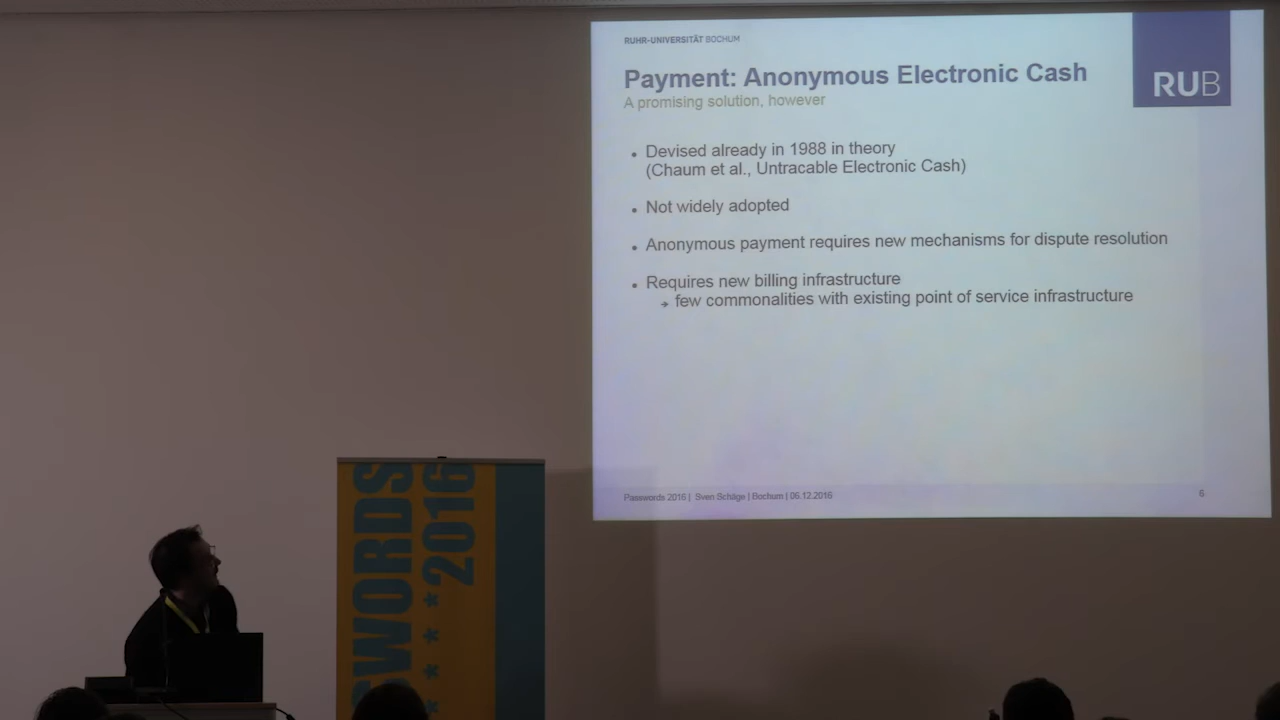 RUHR-UNIVERSITÄT BOCHUM
RUB
Payment: Anonymous Electronic Cash
A promising solution, however
• Devised already in 1988 in theory
(Chaum et al., Untracable Electronic Cash)
• Not widely adopted
• Anonymous payment requires new mechanisms for dispute resolution
• Requires new billing infrastructure
→ few commonalities with existing point of service infrastructure
Passwords 2016 | Sven Schäge | Bochum | 06.12.2016
6
SWORDS
* * * * 2016